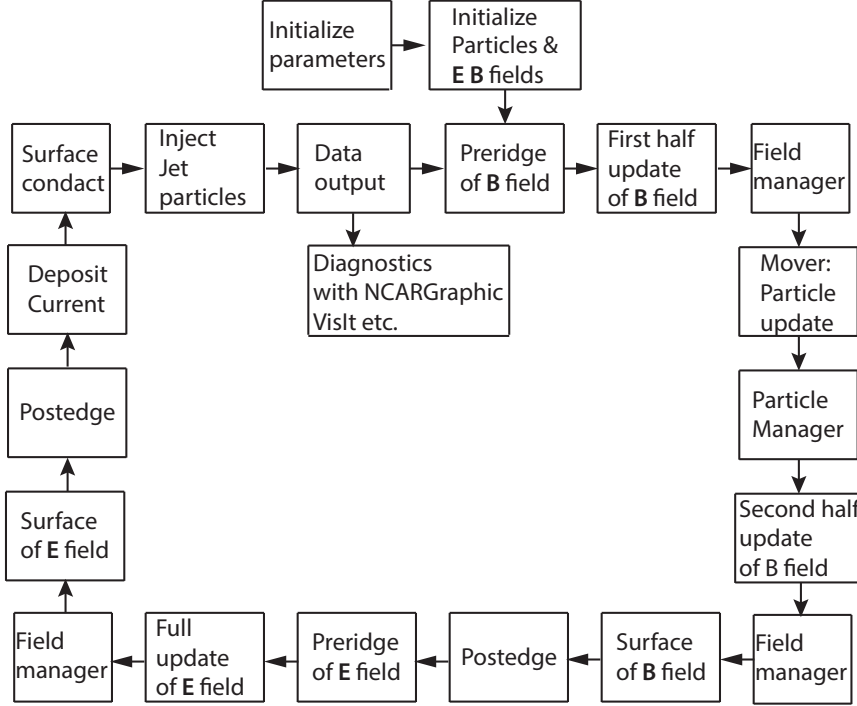 Initialize
parameters
Initialize
Particles &
E B fields
Surface
condact
Inject
Jet
particles
Data
output
Preridge
of B field
First half
update
of B field
Field
manager
Diagnostics
with NCARGraphic
VisIt etc.
Mover:
Particle
update
Particle
Manager
Second half
update
of B field
Field
manager
Surface
of B field
Postedge
Preridge
of E field
Full
update
of E field
Field
manager
Surface
of E field
Postedge
Deposit
Current